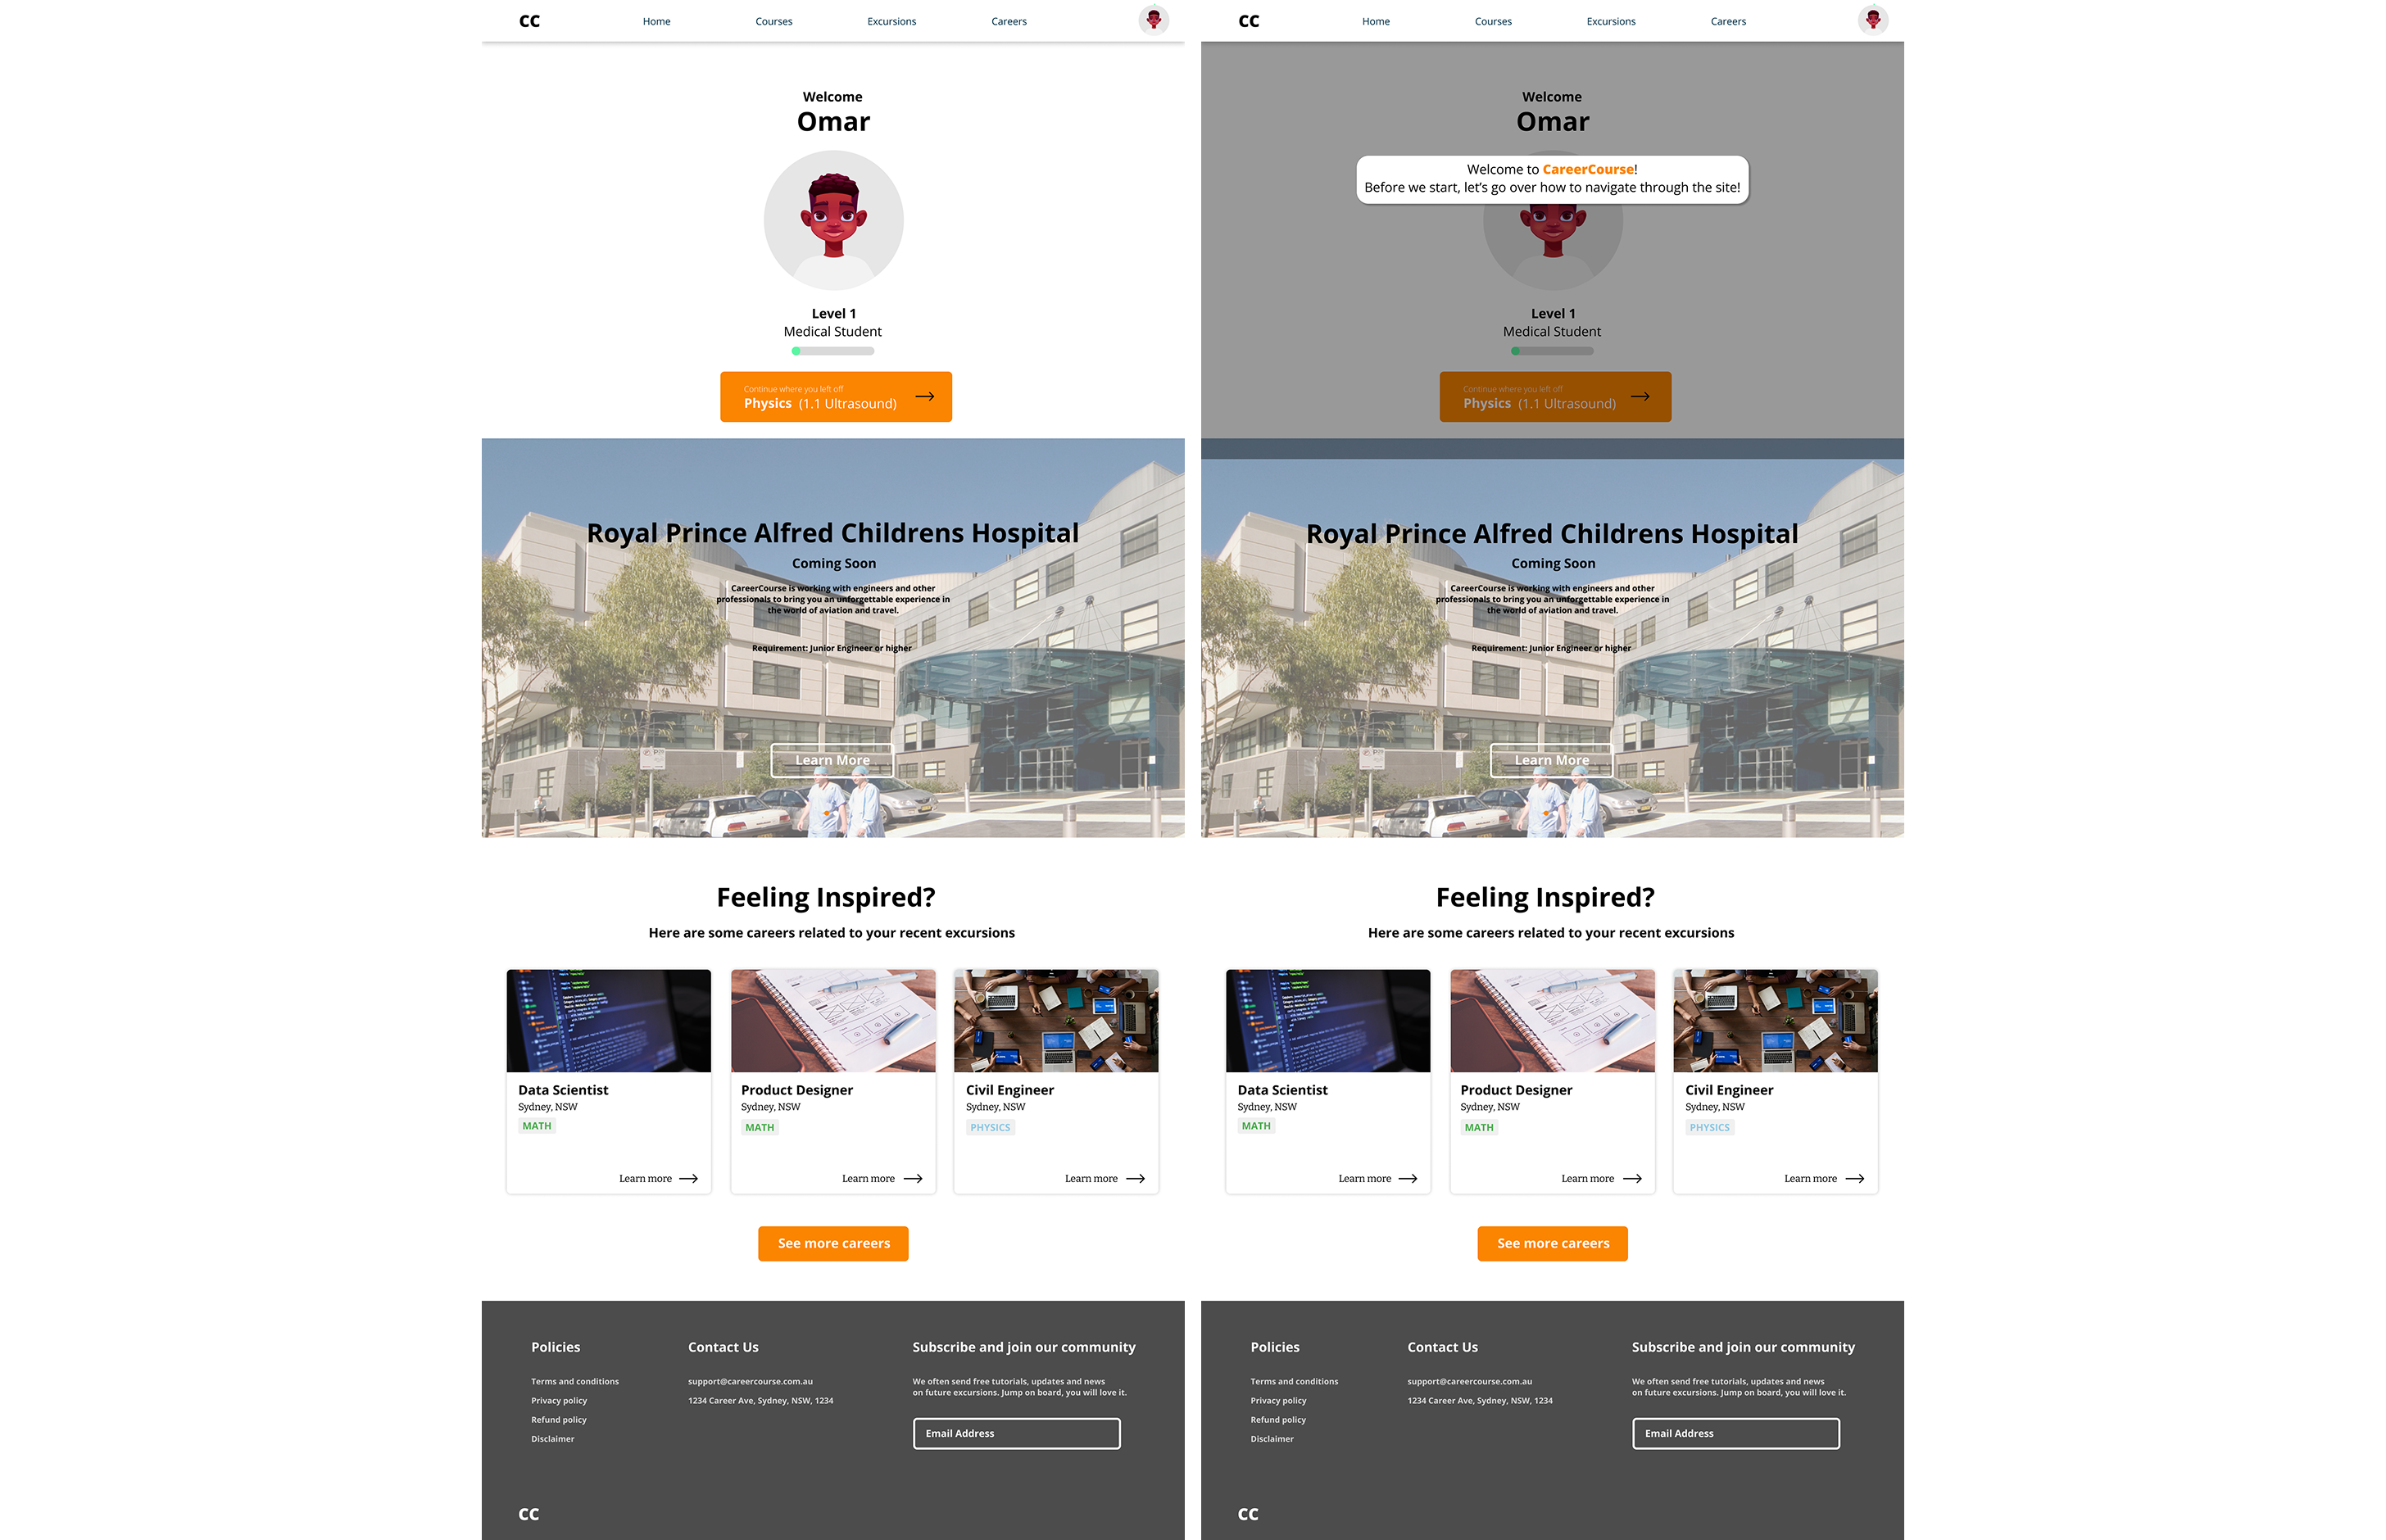 CC
Home
Courses
Excursions
Careers
Welcome
Omar
Level 1
Medical Student
Continue where you left off
Physics (1.1 Ultrasound)
Royal Prince Alfred Childrens Hospital
Coming Soon
CareerCourse is working with engineers and other
professionals to bring you an unforgettable experience in
the world of aviation and travel.
Requirement: Junior Engineer or higher
Learn More
Feeling Inspired?
Here are some careers related to your recent excursions
Data Scientist
Sydney, NSW
MATH
Learn more
Product Designer
Sydney, NSW
MATH
Learn more
Civil Engineer
Sydney, NSW
PHYSICS
Learn more
See more careers
Policies
Terms and conditions
Privacy policy
Refund policy
Disclaimer
Contact Us
support@careercourse.com.au
1234 Career Ave, Sydney, NSW, 1234
Subscribe and join our community
We often send free tutorials, updates and news
on future excursions. Jump on board, you will love it.
Email Address
CC
CC
Home
Courses
Excursions
Careers
Welcome
Omar
Welcome to CareerCourse!
Before we start, let's go over how to navigate through the site!
Level 1
Medical Student
Continue where you left off
Physics (1.1 Ultrasound)
Royal Prince Alfred Childrens Hospital
Coming Soon
CareerCourse is working with engineers and other
professionals to bring you an unforgettable experience in
the world of aviation and travel.
Requirement: Junior Engineer or higher
Learn More
Feeling Inspired?
Here are some careers related to your recent excursions
Data Scientist
Sydney, NSW
MATH
Learn more
Product Designer
Sydney, NSW
MATH
Learn more
Civil Engineer
Sydney, NSW
PHYSICS
Learn more
See more careers
Policies
Terms and conditions
Privacy policy
Refund policy
Disclaimer
Contact Us
support@careercourse.com.au
1234 Career Ave, Sydney, NSW, 1234
Subscribe and join our community
We often send free tutorials, updates and news
on future excursions. Jump on board, you will love it.
Email Address
CC